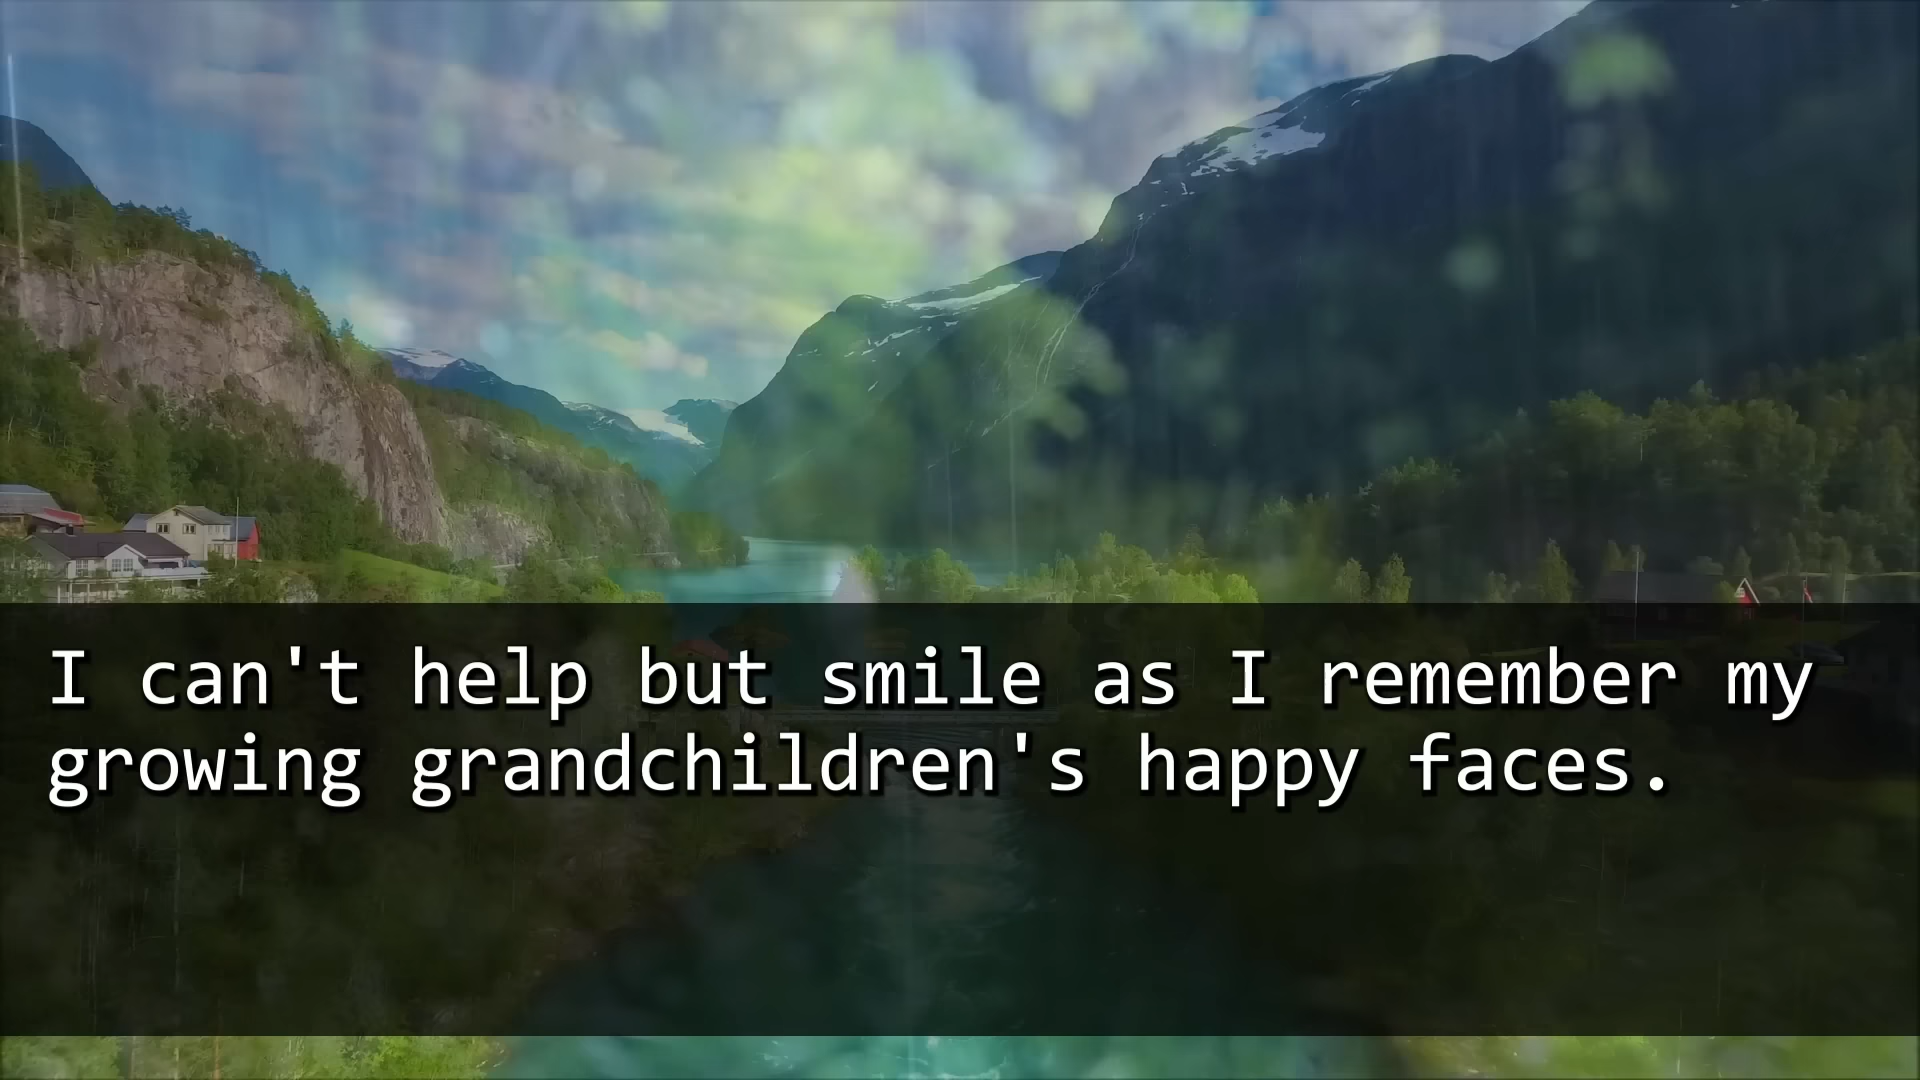 I can't help but smile as I remember my
growing grandchildren's happy faces.